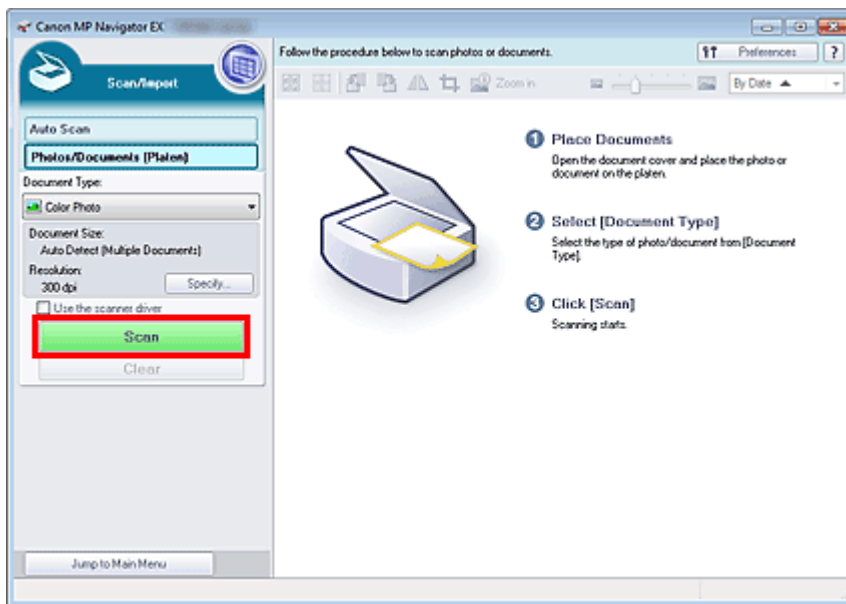 Canon MP Navigator EX
Scan/Import
Auto Scan
Photos/Documents (Platen)
Document Type:
Color Photo
Document Size:
Auto Detect (Multiple Documents)
Resolution:
300 dpi
Specify...
Use the scanner driver
Scan
Clear
Jump to Main Menu
Follow the procedure below to scan photos or documents.
Preferences
?
Zoom in
By Date
1 Place Documents
Open the document cover and place the photo or
document on the platen.
2 Select [Document Type]
Select the type of photo/document from [Document
Type].
3 Click [Scan]
Scanning starts.